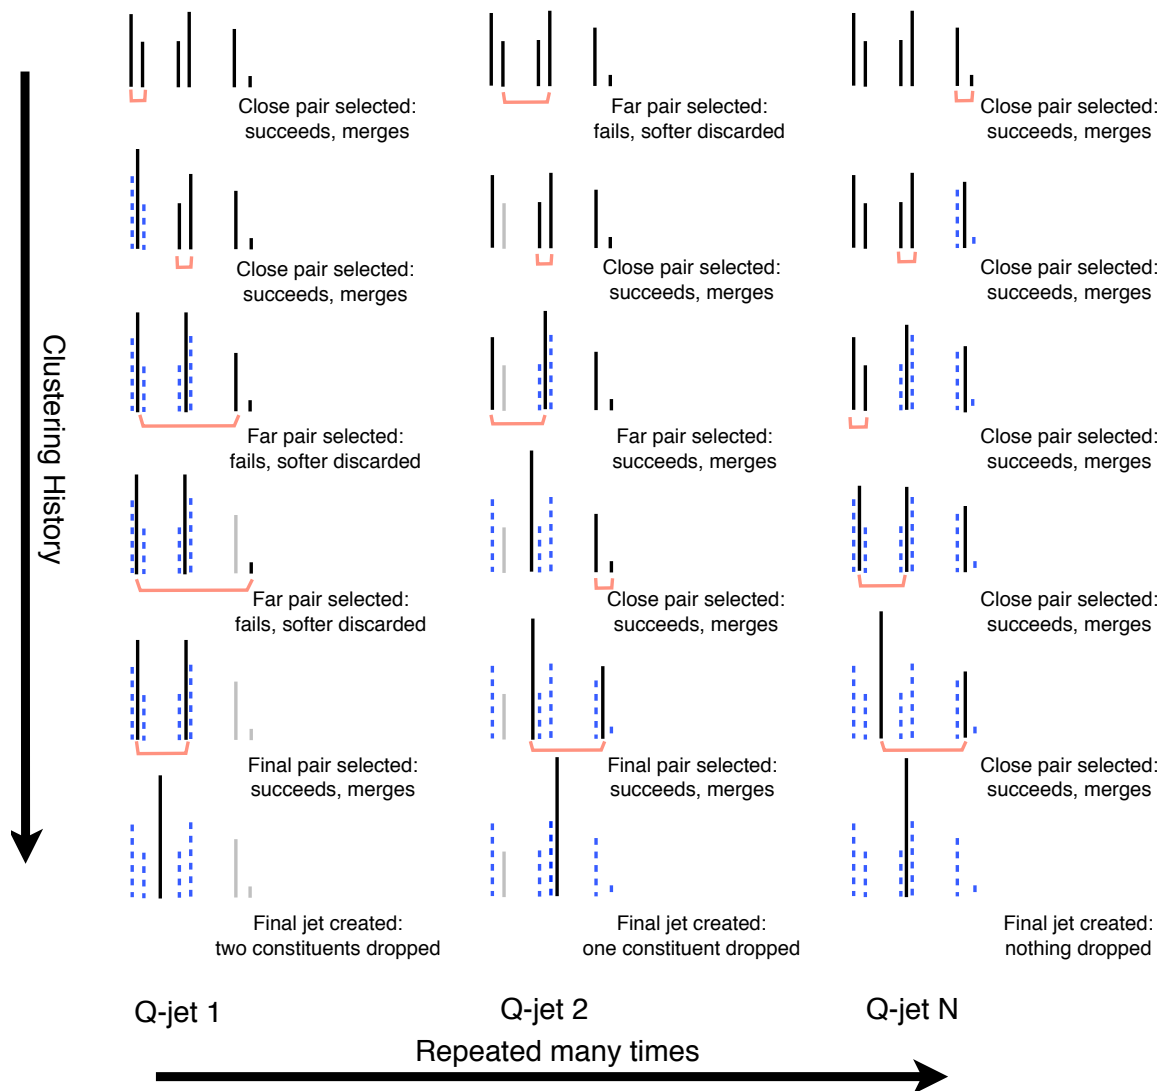 Close pair selected:
succeeds, merges
Far pair selected:
fails, softer discarded
Close pair selected:
succeeds, merges
Close pair selected:
succeeds, merges
Close pair selected:
succeeds, merges
Close pair selected:
succeeds, merges
Far pair selected:
fails, softer discarded
Far pair selected:
succeeds, merges
Close pair selected:
succeeds, merges
Far pair selected:
fails, softer discarded
Close pair selected:
succeeds, merges
Close pair selected:
succeeds, merges
Final pair selected:
succeeds, merges
Final pair selected:
succeeds, merges
Close pair selected:
succeeds, merges
Final jet created:
two constituents dropped
Final jet created:
one constituent dropped
Final jet created:
nothing dropped
Clustering History
Q-jet 1
Q-jet 2
Q-jet N
Repeated many times